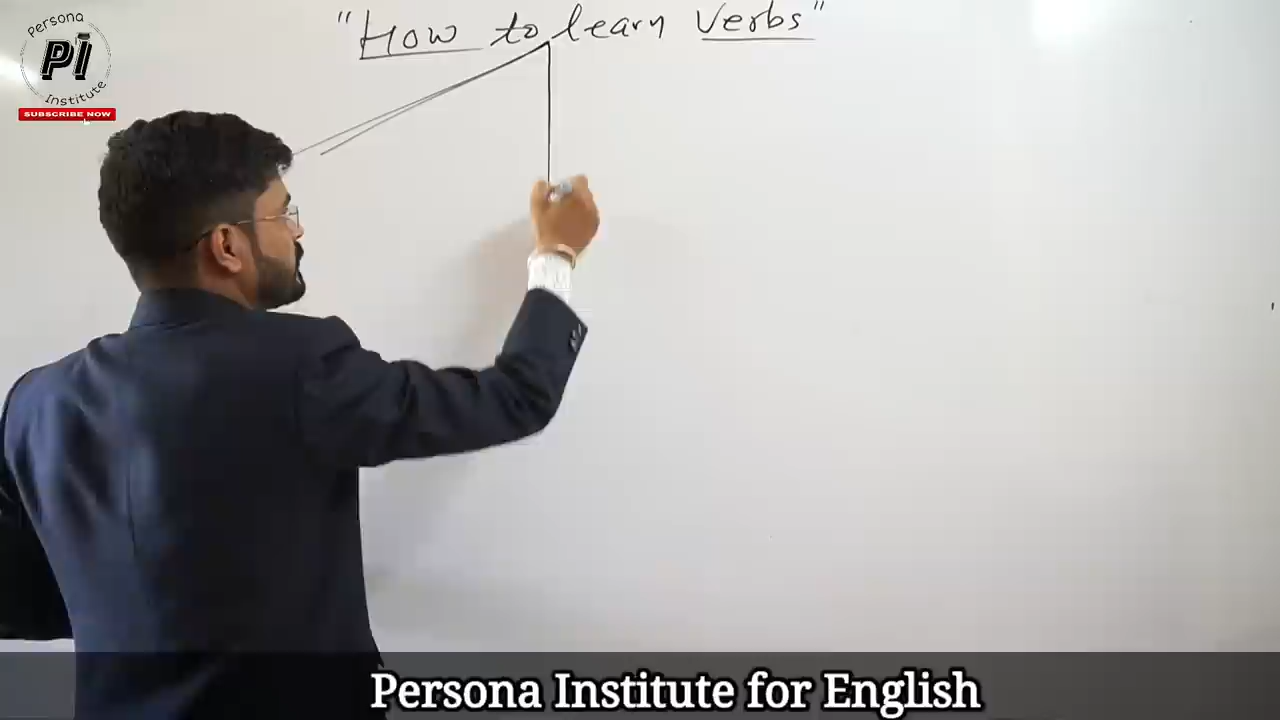 "How to learn verbs"
Persona
Pi
Institute
SUBSCRIBE NOW
Persona Institute for English